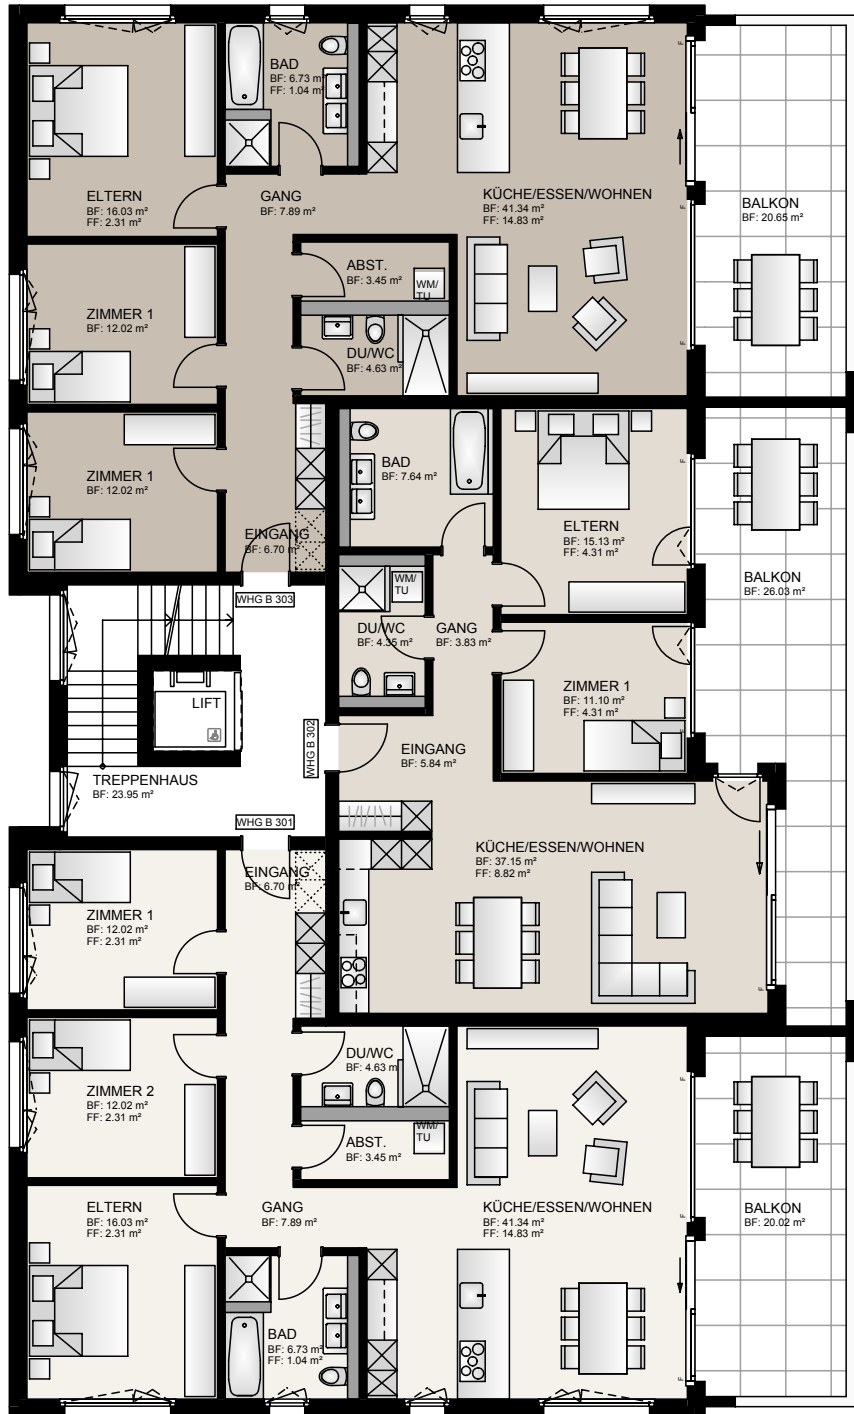 BAD
BF: 6.73 m²
FF: 1.04 m²
ELTERN
BF: 16.03 m²
FF: 2.31 m²
GANG
BF: 7.89 m²
KÜCHE/ESSEN/WOHNEN
BF: 41.34 m²
FF: 14.83 m²
BALKON
BF: 20.65 m²
F
F
F
ABST.
BF: 3.45 m²
WM/
TU
ZIMMER 1
BF: 12.02 m²
DU/WC
BF: 4.63 m²
ZIMMER 1
BF: 12.02 m²
EINGANG
BF: 6.70 m²
WHG B 303
BAD
BF: 7.64 m²
ELTERN
BF: 15.13 m²
FF: 4.31 m²
F
BALKON
BF: 26.03 m²
WM/
TU
DU/WC
BF: 4.35 m²
GANG
BF: 3.83 m²
ZIMMER 1
BF: 11.10 m²
FF: 4.31 m²
F
LIFT
WHG B 302
EINGANG
BF: 5.84 m²
TREPPENHAUS
BF: 23.95 m²
WHG B 301
KÜCHE/ESSEN/WOHNEN
BF: 37.15 m²
FF: 8.82 m²
F
EINGANG
BF: 6.70 m²
ZIMMER 1
BF: 12.02 m²
FF: 2.31 m²
DU/WC
BF: 4.63 m
ZIMMER 2
BF: 12.02 m²
FF: 2.31 m²
WM/
TU
ABST.
BF: 3.45 m²
F
ELTERN
BF: 16.03 m²
FF: 2.31 m²
GANG
BF: 7.89 m²
KÜCHE/ESSEN/WOHNEN
BF: 41.34 m²
FF: 14.83 m²
BALKON
BF: 20.02 m²
F
F
BAD
BF: 6.73 m²
FF: 1.04 m²